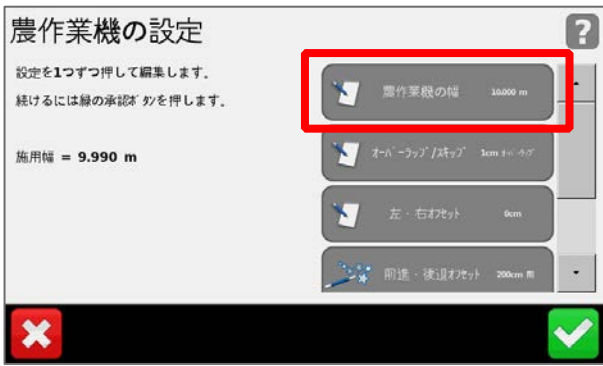 農作業機の設定
?
設定を1つずつ押して編集します.
続けるには緑の承認ﾎﾞﾀﾝを押します.
施用幅 = 9.990 m
農作業機の幅 10.000 m
ｵｰﾊﾞｰﾗｯﾌﾟ/ｽｷｯﾌﾟ 1cm ｵｰﾊﾞｰﾗｯﾌﾟ
左・右ｵﾌｾｯﾄ 0cm
前進・後退ｵﾌｾｯﾄ 200cm